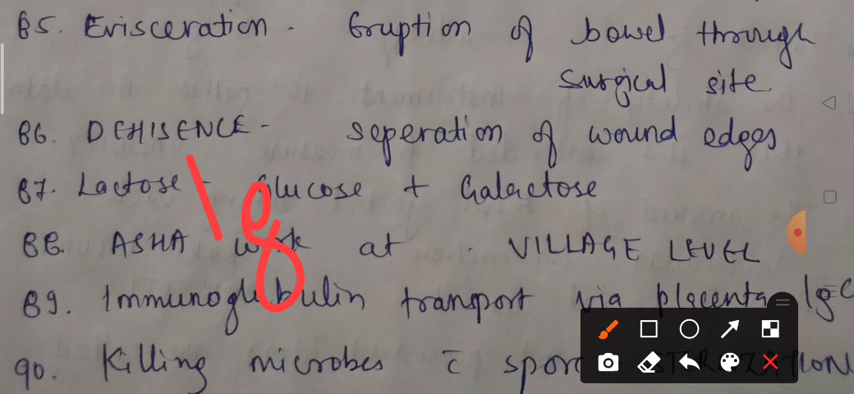 85. Evisceration - Eruption of bowel through
surgical site
86. DEHISENCE - seperation of wound edges
87. Lactose - Glucose + Galactose
88. ASHA work at VILLAGE LEVEL
89. Immunoglobulin transport via placenta IgG
90. Killing microbes c̄
Ig